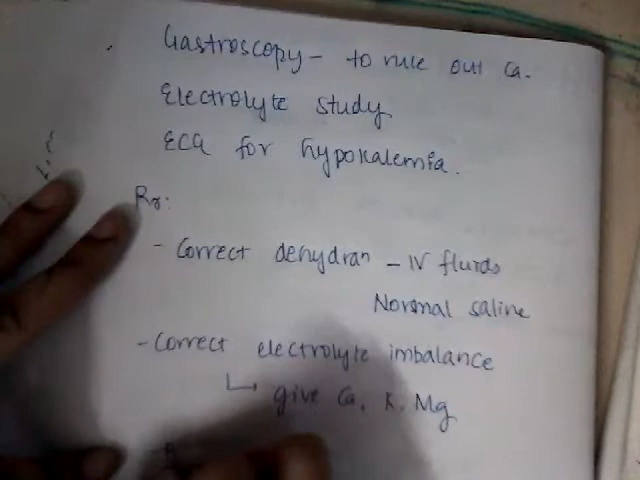 Gastroscopy - to rule out Ca.
Electrolyte study
ECG for hypokalemia.
Rx:
- Correct dehydran - IV fluids
Normal saline
- Correct electrolyte imbalance
↳ give Ca, K, Mg